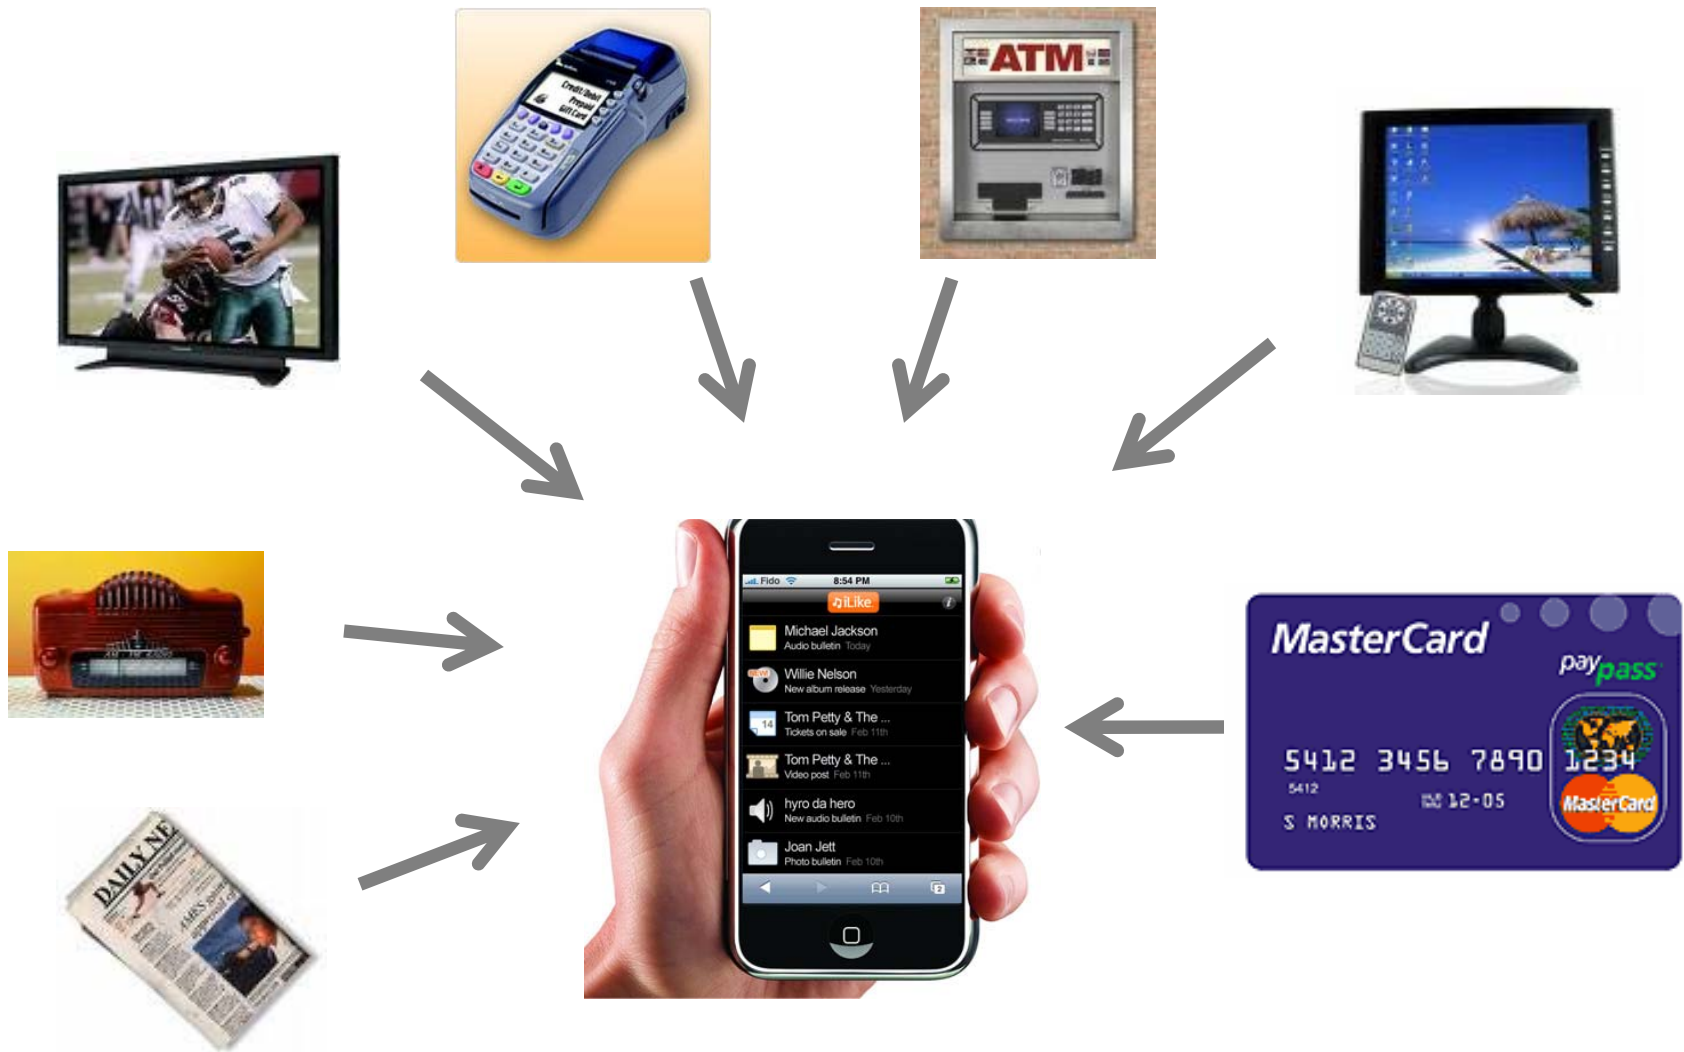 Credit/Debit
Prepaid
Gift Card
ATM
Fido
8:54 PM
iLike
Michael Jackson
Audio bulletin Today
NEW!
Willie Nelson
New album release Yesterday
14
Tom Petty & The ...
Tickets on sale Feb 11th
Tom Petty & The ...
Video post Feb 11th
hyro da hero
New audio bulletin Feb 10th
Joan Jett
Photo bulletin Feb 10th
2
MasterCard
paypass
5412 3456 7890 1234
5412
12-05
S MORRIS
MasterCard
DAILY NE